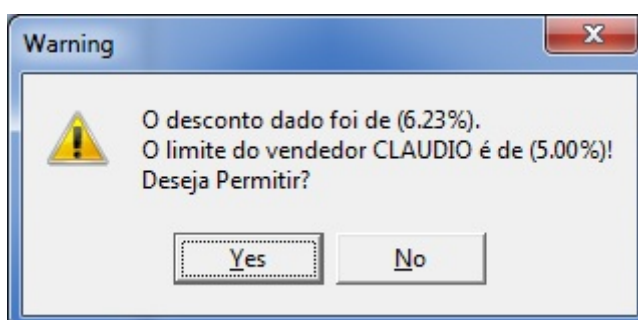 Warning
O desconto dado foi de (6.23%).
O limite do vendedor CLAUDIO é de (5.00%)!
Deseja Permitir?
Yes
No